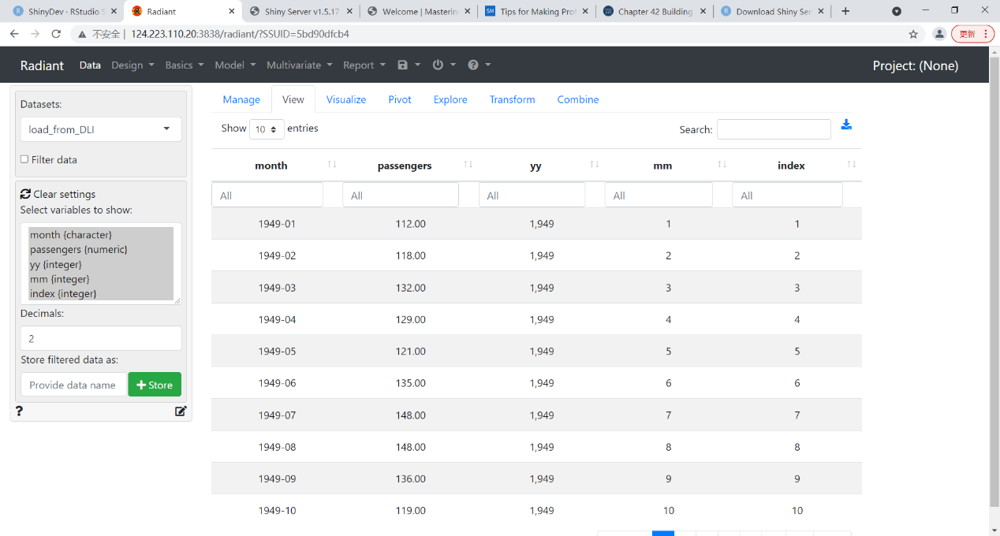 ShinyDev · RStudio S
Radiant
Shiny Server v1.5.17
Welcome | Masterin
SM Tips for Making Prof
Chapter 42 Building
Download Shiny Ser
不安全 | 124.223.110.20:3838/radiant/?SSUID=5bd90dfcb4
更新
Radiant Data Design Basics Model Multivariate Report ? Project: (None)
Datasets:
load_from_DLI
Filter data
Clear settings
Select variables to show:
month {character}
passengers {numeric}
yy {integer}
mm {integer}
index {integer}
Decimals:
2
Store filtered data as:
Provide data name
+ Store
?
Manage View Visualize Pivot Explore Transform Combine
Show 10 entries
Search:
month passengers yy mm index
All All All All All
1949-01 112.00 1,949 1 1
1949-02 118.00 1,949 2 2
1949-03 132.00 1,949 3 3
1949-04 129.00 1,949 4 4
1949-05 121.00 1,949 5 5
1949-06 135.00 1,949 6 6
1949-07 148.00 1,949 7 7
1949-08 148.00 1,949 8 8
1949-09 136.00 1,949 9 9
1949-10 119.00 1,949 10 10